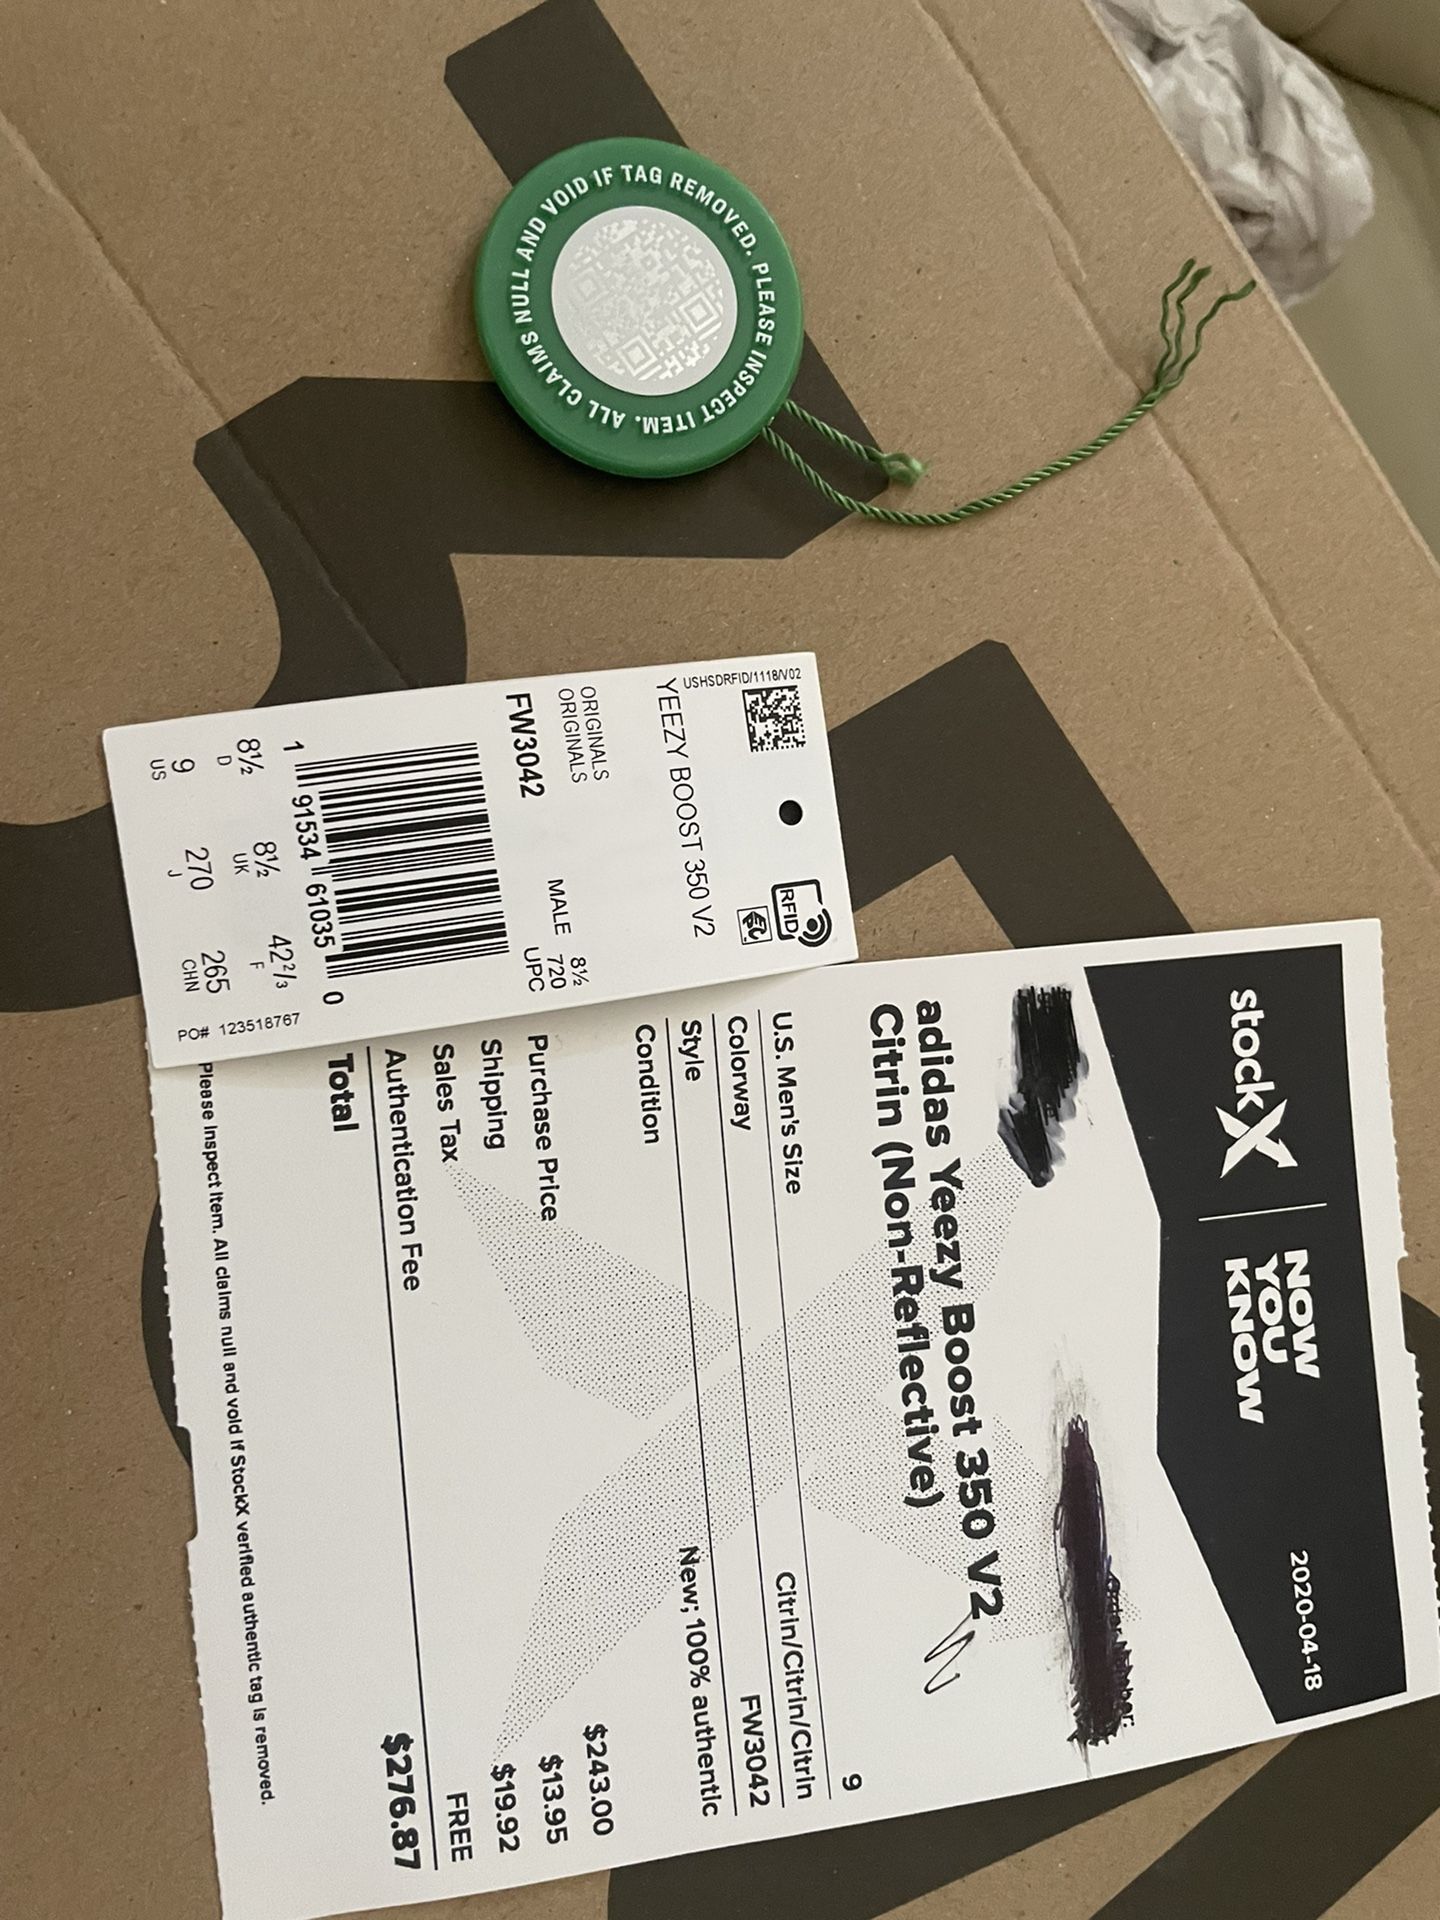 ALL CLAIMS NULL AND VOID IF TAG REMOVED. PLEASE INSPECT ITEM.
USHSDRFID/1118/V02
RFID
YEEZY BOOST 350 V2
ORIGINALS
ORIGINALS
MALE 8½
720
FW3042
UPC
1 91534 61035 0
8½ D
8½ UK
42²/3 F
9 US
270 J
265 CHN
PO# 123518767
stockX
NOW
YOU
KNOW
2020-04-18
adidas Yeezy Boost 350 V2
Citrin (Non-Reflective)
U.S. Men's Size 9
Colorway Citrin/Citrin/Citrin
Style FW3042
Condition New; 100% authentic
Purchase Price $243.00
Shipping $13.95
Sales Tax $19.92
Authentication Fee FREE
Total $276.87
Please Inspect Item. All claims null and void if StockX verified authentic tag is removed.